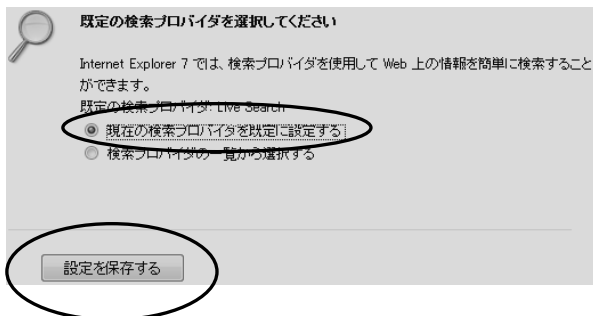 既定の検索プロバイダを選択してください
Internet Explorer 7 では、検索プロバイダを使用して Web 上の情報を簡単に検索すること
ができます。
既定の検索プロバイダ: Live Search
現在の検索プロバイダを既定に設定する
検索プロバイダの一覧から選択する
設定を保存する